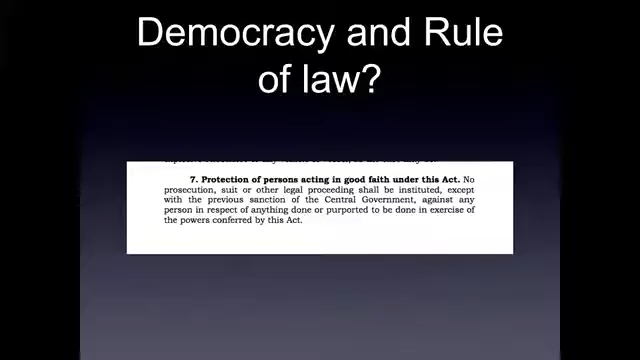 Democracy and Rule
of law?
7. Protection of persons acting in good faith under this Act. No
prosecution, suit or other legal proceeding shall be instituted, except
with the previous sanction of the Central Government, against any
person in respect of anything done or purported to be done in exercise of
the powers conferred by this Act.